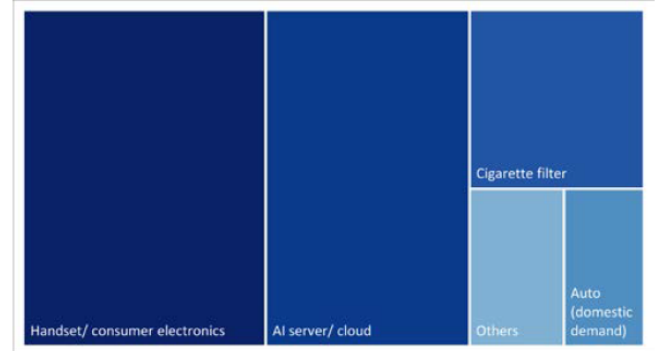 Handset/ consumer electronics
AI server/ cloud
Cigarette filter
Others
Auto
(domestic
demand)